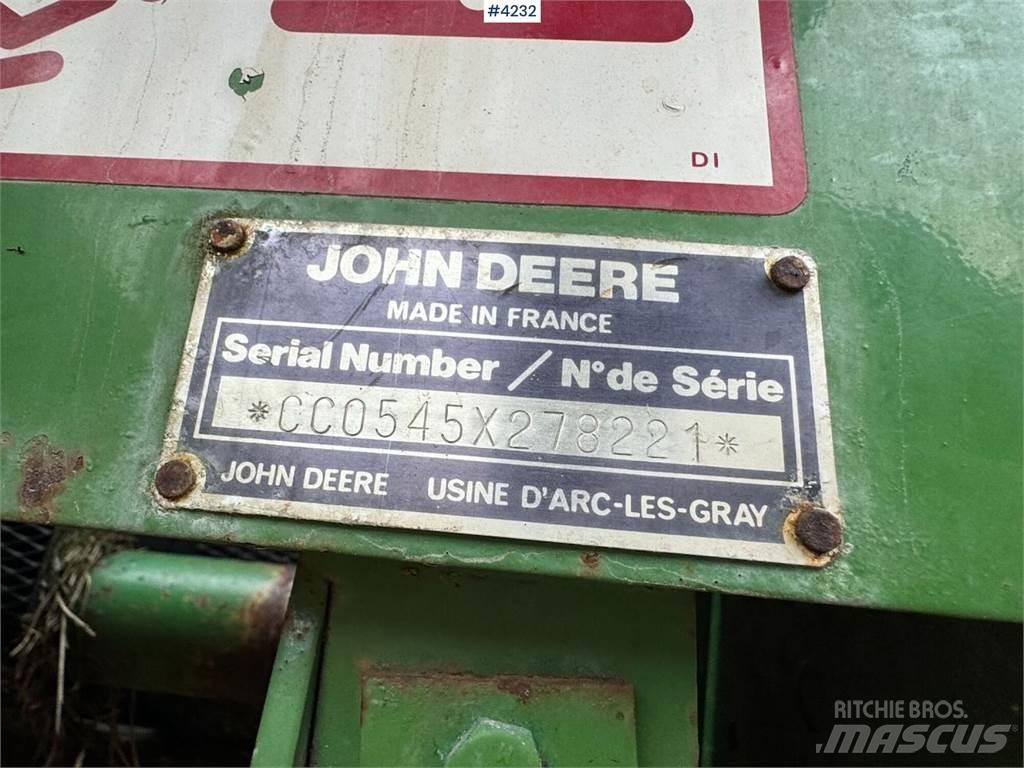 #4232
DI
JOHN DEERE
MADE IN FRANCE
Serial Number / N° de Série
*CC0545X278221*
JOHN DEERE USINE D'ARC-LES-GRAY
RITCHIE BROS.
MASCUS